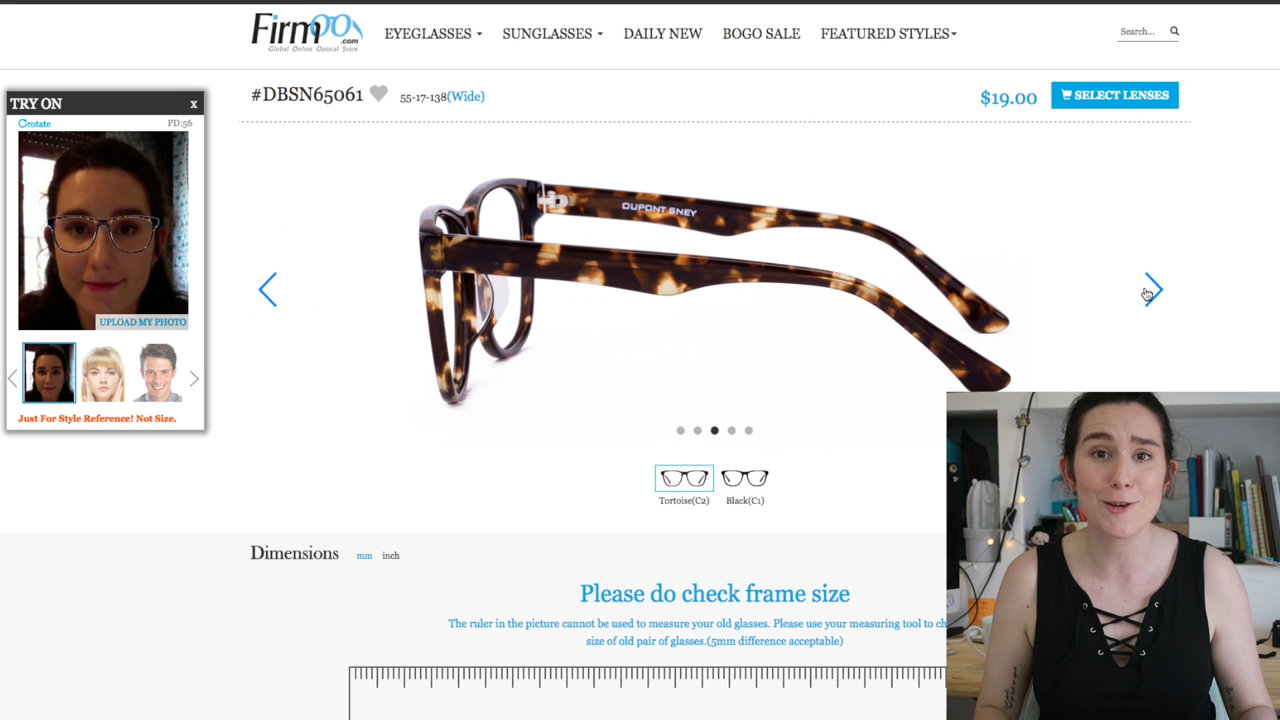 Firmoo
.com
Global Online Optical Store
EYEGLASSES
SUNGLASSES
DAILY NEW
BOGO SALE
FEATURED STYLES
Search...
TRY ON
x
rotate
PD:56
UPLOAD MY PHOTO
Just For Style Reference! Not Size.
#DBSN65061
55-17-138(Wide)
$19.00
SELECT LENSES
DUPONT SNEY
Tortoise(C2)
Black(C1)
Dimensions
mm
inch
Please do check frame size
The ruler in the picture cannot be used to measure your old glasses. Please use your measuring tool to ch
size of old pair of glasses.(5mm difference acceptable)